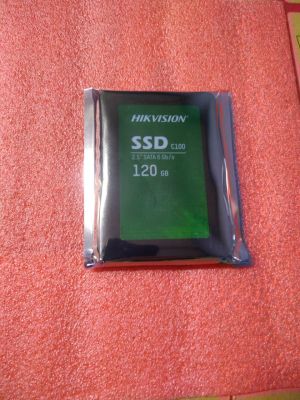 HIKVISION
SSD C100
2.5" SATA 6 Gb/s
120 GB